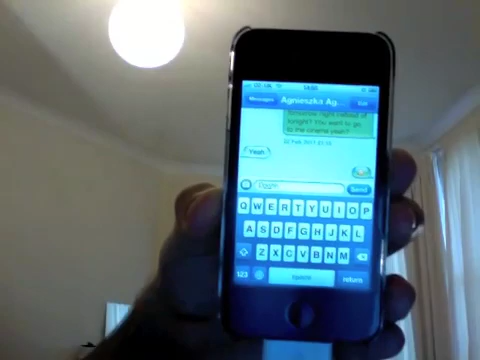 Messages Agnieszka Ag... Edit
tomorrow night instead of
tonight? You want to go
to the cinema yeah?
Yeah.
Send
Q W E R T Y U I O P
A S D F G H J K L
Z X C V B N M
123 space return